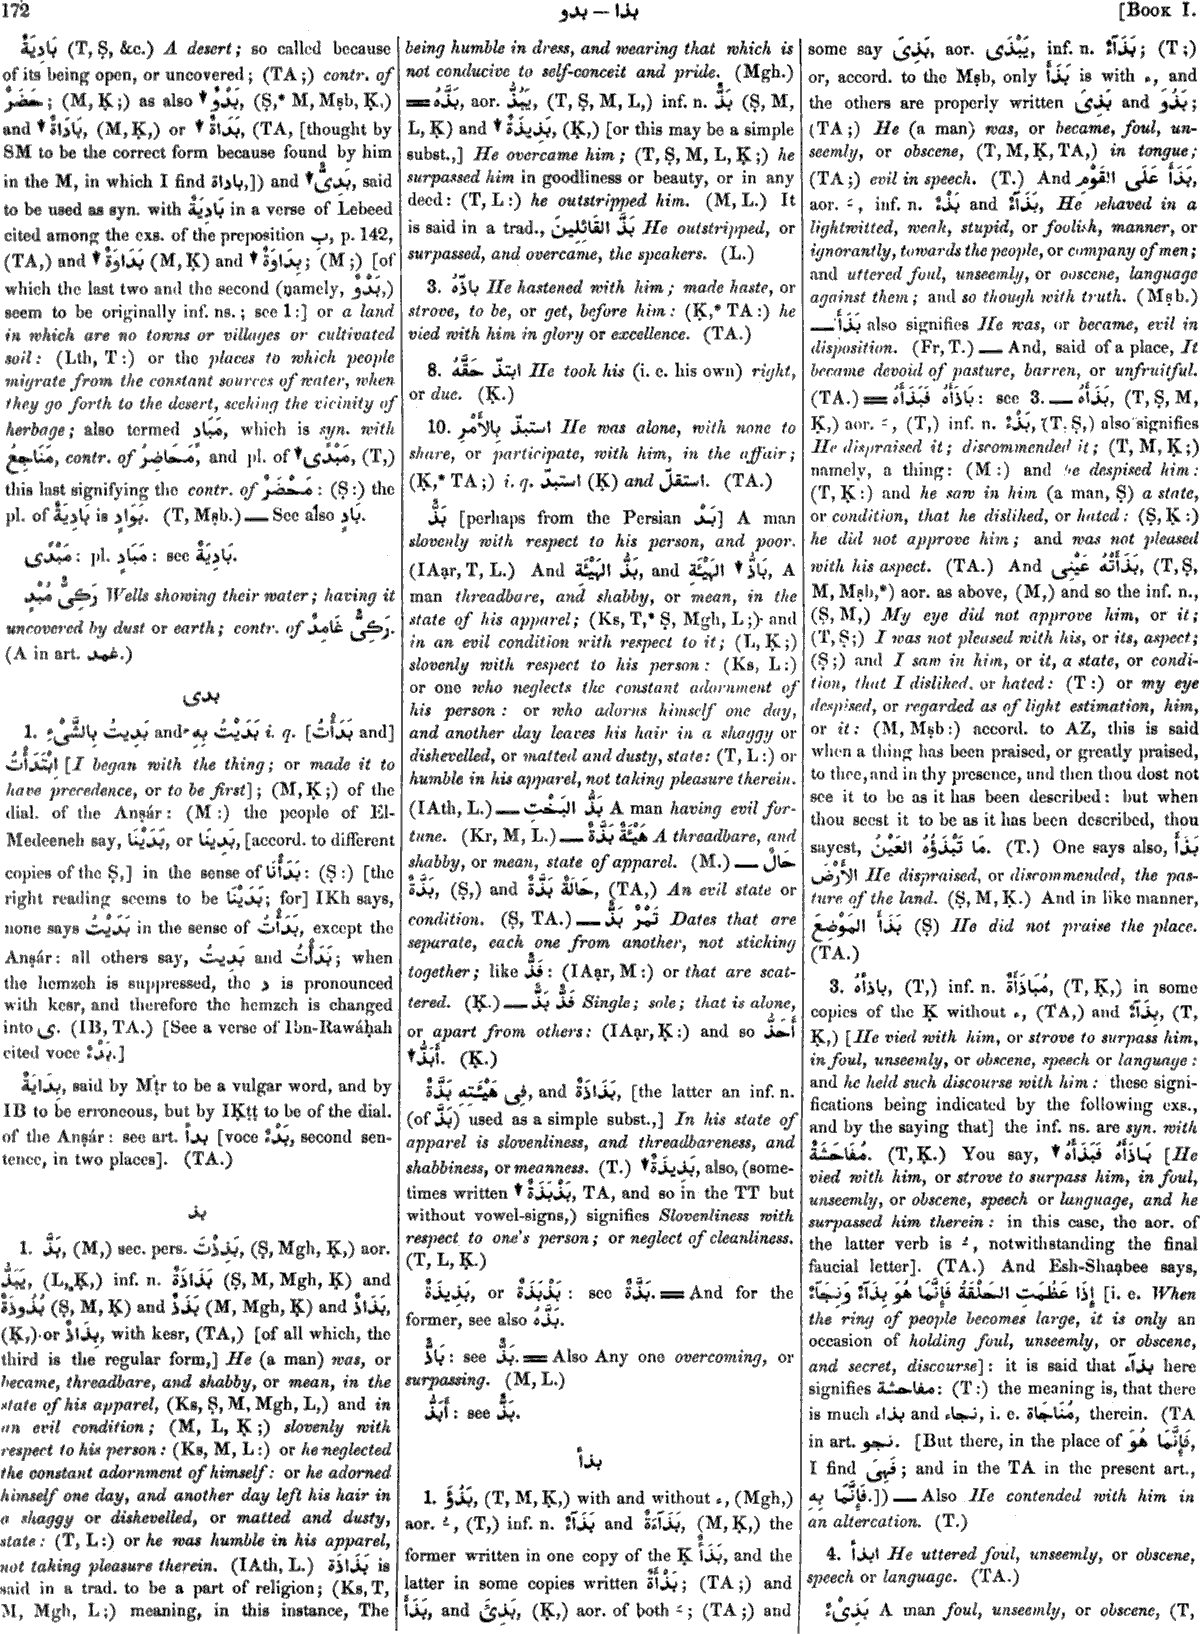 172
بدو — بذا
[BOOK I.
بَادِيَةٌ (T, Ṣ, &c.) A desert; so called because
of its being open, or uncovered; (TA;) contr. of
حَضَرٌ; (M, Ḳ;) as also ↓ بَدْوٌ, (Ṣ,* M, Mṣb, Ḳ.)
and ↓ بَادَاةٌ, (M, Ḳ,) or ↓ بَدَاةٌ, (TA, [thought by
SM to be the correct form because found by him
in the M, in which I find باداة,]) and ↓ بَدِىٌّ, said
to be used as syn. with بَادِيَةٌ in a verse of Lebeed
cited among the exs. of the preposition ب, p. 142,
(TA,) and ↓ بَدَاوَةٌ (M, Ḳ) and ↓ بِدَاوَةٌ; (M;) [of
which the last two and the second (namely, بَدْوٌ,)
seem to be originally inf. ns.; see 1:] or a land
in which are no towns or villages or cultivated
soil: (Lth, T:) or the places to which people
migrate from the constant sources of water, when
they go forth to the desert, seeking the vicinity of
herbage; also termed مَبَادٍ, which is syn. with
مَنَاجِعُ, contr. of مَحَاضِرُ, and pl. of ↓ مَبْدًى, (T,)
this last signifying the contr. of مَحْضَرٌ: (Ṣ:) the
pl. of بَادِيَةٌ is بَوَادٍ. (T, Mṣb.) — See also بَادٍ.
مَبْدًى: pl. مَبَادٍ: see بَادِيَةٌ.
رَكِىٌّ مُبْدٍ Wells showing their water; having it
uncovered by dust or earth; contr. of رَكِىٌّ غَامِدٌ.
(A in art. غمد.)
بدى
1. بَدِيتُ بِالشَّىْءِ and بَدَيْتُ بِهِ i. q. [بَدَأْتُ and]
اِبْتَدَأْتُ [I began with the thing; or made it to
have precedence, or to be first]; (M, Ḳ;) of the
dial. of the Anṣár: (M:) the people of El-
Medeeneh say, بَدَيْنَا, or بَدِينَا, [accord. to different
copies of the Ṣ,] in the sense of بَدَأْنَا: (Ṣ:) [the
right reading seems to be بَدِينَا; for] IKh says,
none says بَدَيْتُ in the sense of بَدَأْتُ, except the
Anṣár: all others say, بَدِيتُ and بَدَأْتُ; when
the hemzeh is suppressed, the د is pronounced
with kesr, and therefore the hemzeh is changed
into ى. (IB, TA.) [See a verse of Ibn-Rawáḥah
cited voce بَدْءٌ.]
بَدَايَةٌ, said by Mṭr to be a vulgar word, and by
IB to be erroneous, but by IḲṭṭ to be of the dial.
of the Anṣár: see art. بدأ [voce بَدْءٌ, second sen-
tence, in two places]. (TA.)
بذ
1. بَذَّ, (M,) sec. pers. بَذِذْتَ, (Ṣ, Mgh, Ḳ,) aor.
يَبَذُّ, (L, Ḳ,) inf. n. بَذَاذَةٌ (Ṣ, M, Mgh, Ḳ) and
بُذُوذَةٌ (Ṣ, M, Ḳ) and بَذَذٌ (M, Mgh, Ḳ) and بَذَاذٌ
(Ḳ,) or بِذَاذٌ, with kesr, (TA,) [of all which, the
third is the regular form,] He (a man) was, or
became, threadbare, and shabby, or mean, in the
state of his apparel, (Ks, Ṣ, M, Mgh, L,) and in
an evil condition; (M, L, Ḳ;) slovenly with
respect to his person: (Ks, M, L:) or he neglected
the constant adornment of himself: or he adorned
himself one day, and another day left his hair in
a shaggy or dishevelled, or matted and dusty,
state: (T, L:) or he was humble in his apparel,
not taking pleasure therein. (IAth, L.) بَذَاذَة is
said in a trad. to be a part of religion; (Ks, T,
M, Mgh, L;) meaning, in this instance, The
being humble in dress, and wearing that which is
not conducive to self-conceit and pride. (Mgh.)
== بَذَّهُ, aor. يَبُذُّ, (T, Ṣ, M, L,) inf. n. بَذٌّ (Ṣ, M,
L, Ḳ) and ↓ بَذِيذَةٌ, (Ḳ,) [or this may be a simple
subst.,] He overcame him; (T, Ṣ, M, L, Ḳ;) he
surpassed him in goodliness or beauty, or in any
deed: (T, L:) he outstripped him. (M, L.) It
is said in a trad., بَذَّ القَائِلِينَ He outstripped, or
surpassed, and overcame, the speakers. (L.)
3. بَاذَّهُ He hastened with him; made haste, or
strove, to be, or get, before him: (Ḳ,* TA:) he
vied with him in glory or excellence. (TA.)
8. ابتذّ حَقَّهُ He took his (i. e. his own) right,
or due. (Ḳ.)
10. استبذّ بِالأَمْرِ He was alone, with none to
share, or participate, with him, in the affair;
(Ḳ,* TA;) i. q. استبدّ (Ḳ) and استقلّ. (TA.)
بَذٌّ [perhaps from the Persian بَدْ] A man
slovenly with respect to his person, and poor.
(IAạr, T, L.) And بَذُّ الهَيْئَةِ, and ↓ بَاذُّ الهَيْئَةِ, A
man threadbare, and shabby, or mean, in the
state of his apparel; (Ks, T,* Ṣ, Mgh, L;) and
in an evil condition with respect to it; (L, Ḳ;)
slovenly with respect to his person: (Ks, L:)
or one who neglects the constant adornment of
his person: or who adorns himself one day,
and another day leaves his hair in a shaggy or
dishevelled, or matted and dusty, state: (T, L:) or
humble in his apparel, not taking pleasure therein.
(IAth, L.) — بَذُّ البَخْتِ A man having evil for-
tune. (Kr, M, L.) — هَيْئَةٌ بَذَّةٌ A threadbare, and
shabby, or mean, state of apparel. (M.) — حَالٌ
بَذَّةٌ, (Ṣ,) and حَالَةٌ بَذَّةٌ, (TA,) An evil state or
condition. (Ṣ, TA.) — تَمْرٌ بَذٌّ Dates that are
separate, each one from another, not sticking
together; like فَذٌّ: (IAạr, M:) or that are scat-
tered. (Ḳ.) — فَذٌّ بَذٌّ Single; sole; that is alone,
or apart from others: (IAạr, Ḳ:) and so أَحَذُّ
↓ أَبَذُّ. (Ḳ.)
فِى هَيْئَتِهِ بَذَّةٌ, and بَذَاذَةٌ, [the latter an inf. n.
(of بَذَّ) used as a simple subst.,] In his state of
apparel is slovenliness, and threadbareness, and
shabbiness, or meanness. (T.) ↓ بَذِيذَةٌ, also, (some-
times written ↓ بَذْبَذَةٌ, TA, and so in the TT but
without vowel-signs,) signifies Slovenliness with
respect to one's person; or neglect of cleanliness.
(T, L, Ḳ.)
بَذِيذَةٌ, or بَذْبَذَةٌ: see بَذَّةٌ. == And for the
former, see also بَذَّهُ.
بَاذٌّ: see بَذٌّ. == Also Any one overcoming, or
surpassing. (M, L.)
أَبَذُّ: see بَذٌّ.
بذأ
1. بَذُؤَ, (T, M, Ḳ,) with and without ء, (Mgh,)
aor. ـُ, (T,) inf. n. بَذَآءٌ and بَذَآءَةٌ, (M, Ḳ,) the
former written in one copy of the Ḳ بَذَأٌ, and the
latter in some copies written بَذْأَةٌ; (TA;) and
بَذَأَ, and بَذِئَ, (Ḳ,) aor. of both ـَ; (TA;) and
some say بَذِىَ, aor. يَبْذَى, inf. n. بَذَآءٌ; (T;)
or, accord. to the Mṣb, only بَذَأَ is with ء, and
the others are properly written بَذِىَ and بَذُوَ;
(TA;) He (a man) was, or became, foul, un-
seemly, or obscene, (T, M, Ḳ, TA,) in tongue;
(TA;) evil in speech. (T.) And بَذَأَ عَلَى القَوْمِ,
aor. ـَ, inf. n. بَذْءٌ and بَذَآءٌ, He behaved in a
lightwitted, weak, stupid, or foolish, manner, or
ignorantly, towards the people, or company of men;
and uttered foul, unseemly, or obscene, language
against them; and so though with truth. (Mṣb.)
— بَذَأَ also signifies He was, or became, evil in
disposition. (Fr, T.) — And, said of a place, It
became devoid of pasture, barren, or unfruitful.
(TA.) == بَاذَأَهُ فَبَذَأَهُ: see 3. — بَذَأَهُ, (T, Ṣ, M,
Ḳ,) aor. ـَ, (T,) inf. n. بَذْءٌ, (T, Ṣ,) also signifies
He dispraised it; discommended it; (T, M, Ḳ;)
namely, a thing: (M:) and he despised him:
(T, Ḳ:) and he saw in him (a man, Ṣ) a state,
or condition, that he disliked, or hated: (Ṣ, Ḳ:)
he did not approve him; and was not pleased
with his aspect. (TA.) And بَذَأَتْهُ عَيْنِى, (T, Ṣ,
M, Mṣb,*) aor. as above, (M,) and so the inf. n.,
(Ṣ, M,) My eye did not approve him, or it;
(T, Ṣ;) I was not pleased with his, or its, aspect;
(Ṣ;) and I saw in him, or it, a state, or condi-
tion, that I disliked, or hated: (T:) or my eye
despised, or regarded as of light estimation, him,
or it: (M, Mṣb:) accord. to AZ, this is said
when a thing has been praised, or greatly praised,
to thee, and in thy presence, and then thou dost not
see it to be as it has been described: but when
thou seest it to be as it has been described, thou
sayest, مَا تَبْذَؤُهُ العَيْنُ. (T.) One says also, بَذَأَ
الأَرْضَ He dispraised, or discommended, the pas-
ture of the land. (Ṣ, M, Ḳ.) And in like manner,
بَذَأَ المَوْضِعَ (Ṣ) He did not praise the place.
(TA.)
3. باذأهُ, (T,) inf. n. مُبَاذَأَةٌ, (T, Ḳ,) in some
copies of the Ḳ without ء, (TA,) and بِذَآءٌ, (T,
Ḳ,) [He vied with him, or strove to surpass him,
in foul, unseemly, or obscene, speech or language:
and he held such discourse with him: these signi-
fications being indicated by the following exs.,
and by the saying that] the inf. ns. are syn. with
مُفَاحَشَةٌ. (T, Ḳ.) You say, ↓ بَاذَأَهُ فَبَذَأَهُ [He
vied with him, or strove to surpass him, in foul,
unseemly, or obscene, speech or language, and he
surpassed him therein: in this case, the aor. of
the latter verb is ـُ, notwithstanding the final
faucial letter]. (TA.) And Esh-Shaạbee says,
إِذَا عَظُمَتِ الحَلْقَةُ فَإِنَّمَا هُوَ بِذَآءٌ وَنِجَآءٌ [i. e. When
the ring of people becomes large, it is only an
occasion of holding foul, unseemly, or obscene,
and secret, discourse]: it is said that بذآء here
signifies مفاحشة: (T:) the meaning is, that there
is much بذاء and نجاء, i. e. مُنَاجَاة, therein. (TA
in art. نجو. [But there, in the place of فَإِنَّمَا هُوَ,
I find فَهِىَ; and in the TA in the present art.,
فَإِنَّمَا بِهِ.]) — Also He contended with him in
an altercation. (T.)
4. ابذأ He uttered foul, unseemly, or obscene,
speech or language. (TA.)
بَذِىْءٌ A man foul, unseemly, or obscene, (T,